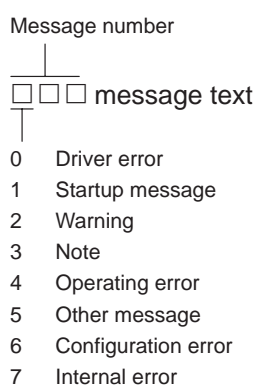 Message number
□□□ message text
0 Driver error
1 Startup message
2 Warning
3 Note
4 Operating error
5 Other message
6 Configuration error
7 Internal error